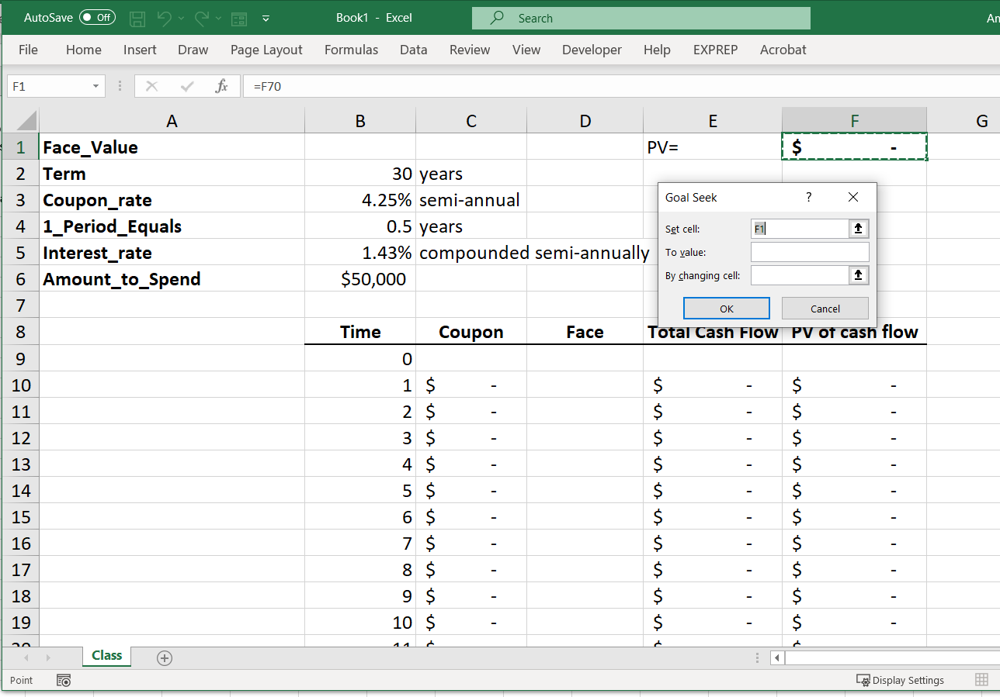 AutoSave Off Book1 - Excel Search An
File Home Insert Draw Page Layout Formulas Data Review View Developer Help EXPREP Acrobat
F1 fx =F70
A B C D E F G
1 Face_Value PV= $ -
2 Term 30 years
3 Coupon_rate 4.25% semi-annual
4 1_Period_Equals 0.5 years
5 Interest_rate 1.43% compounded semi-annually
6 Amount_to_Spend $50,000
7
Goal Seek ?
Set cell: F1
To value:
By changing cell:
OK Cancel
8 Time Coupon Face Total Cash Flow PV of cash flow
9 0
10 1 $ - $ - $ -
11 2 $ - $ - $ -
12 3 $ - $ - $ -
13 4 $ - $ - $ -
14 5 $ - $ - $ -
15 6 $ - $ - $ -
16 7 $ - $ - $ -
17 8 $ - $ - $ -
18 9 $ - $ - $ -
19 10 $ - $ - $ -
20 11 $ $ $
Class
Point Display Settings